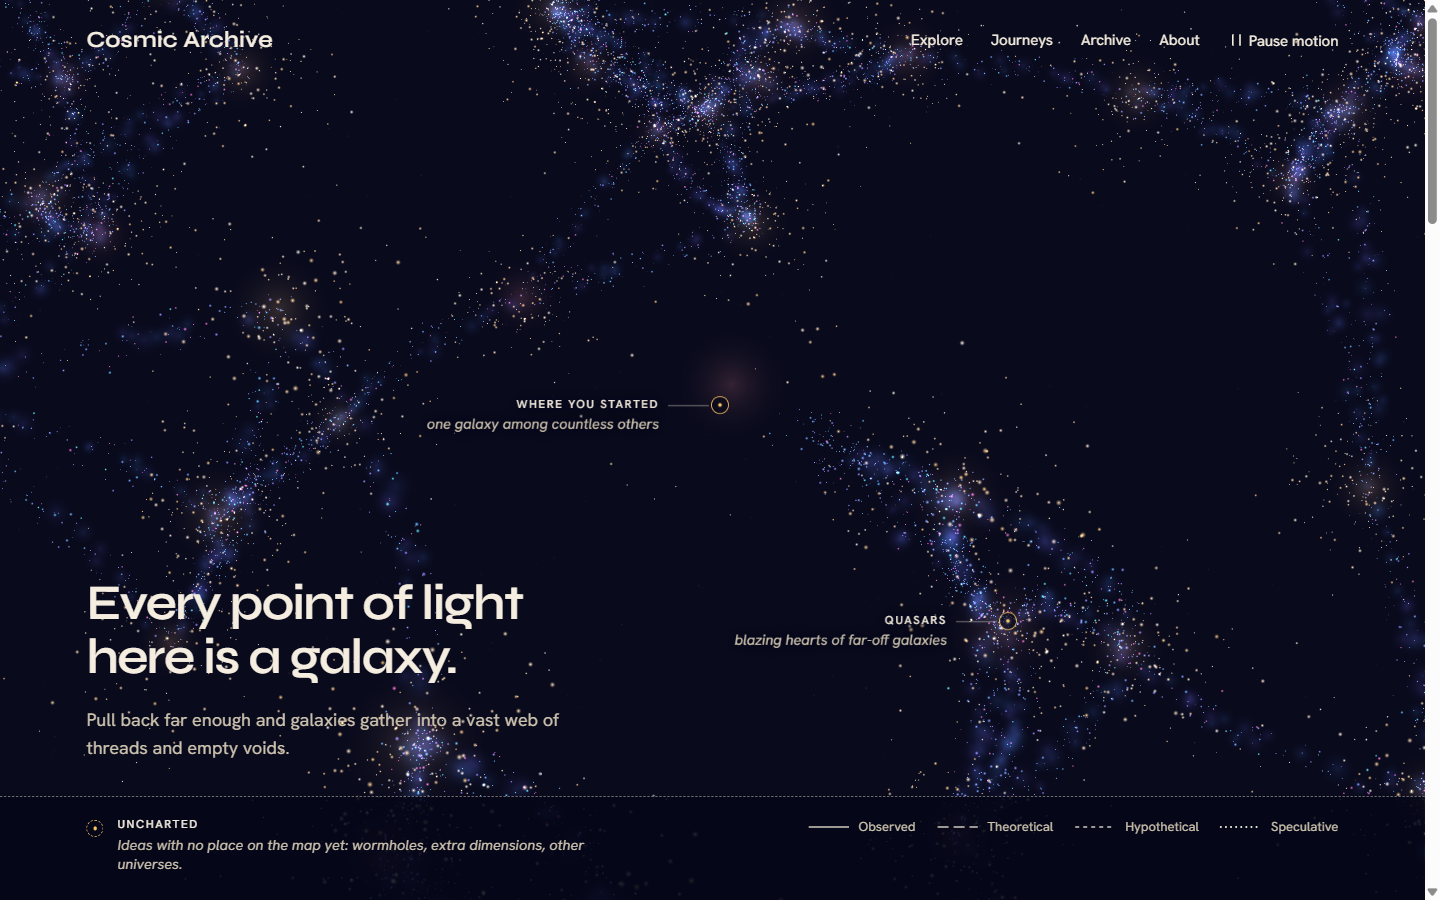 Cosmic Archive
Explore
Journeys
Archive
About
Pause motion
WHERE YOU STARTED
one galaxy among countless others
Every point of light
here is a galaxy.
QUASARS
blazing hearts of far-off galaxies
Pull back far enough and galaxies gather into a vast web of
threads and empty voids.
UNCHARTED
Ideas with no place on the map yet: wormholes, extra dimensions, other
universes.
Observed
Theoretical
Hypothetical
Speculative